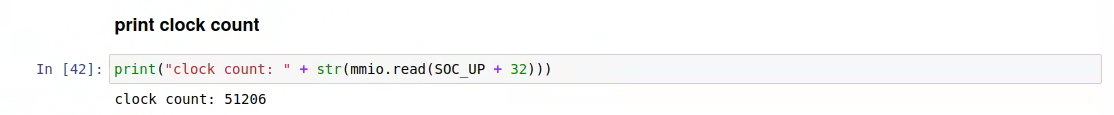 print clock count
In [42]: print("clock count: " + str(mmio.read(SOC_UP + 32)))
clock count: 51206